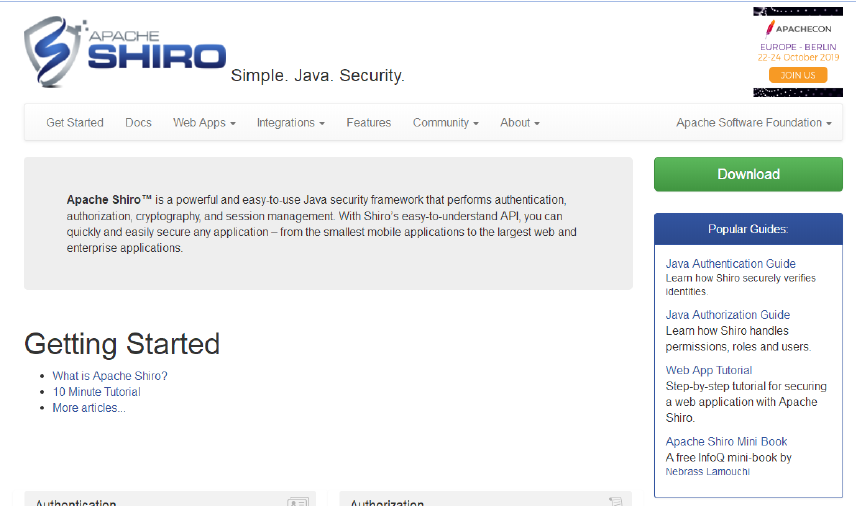 APACHE
SHIRO
Simple. Java. Security.
APACHECON
EUROPE - BERLIN
22-24 October 2019
JOIN US
Get Started Docs Web Apps Integrations Features Community About Apache Software Foundation
Apache Shiro™ is a powerful and easy-to-use Java security framework that performs authentication,
authorization, cryptography, and session management. With Shiro's easy-to-understand API, you can
quickly and easily secure any application – from the smallest mobile applications to the largest web and
enterprise applications.
Getting Started
What is Apache Shiro?
10 Minute Tutorial
More articles...
Download
Popular Guides:
Java Authentication Guide
Learn how Shiro securely verifies
identities.
Java Authorization Guide
Learn how Shiro handles
permissions, roles and users.
Web App Tutorial
Step-by-step tutorial for securing
a web application with Apache
Shiro.
Apache Shiro Mini Book
A free InfoQ mini-book by
Nebrass Lamouchi
Authentication
Authorization